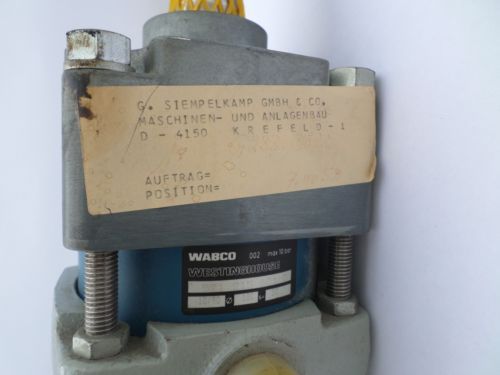 G. SIEMPELKAMP GMBH & CO.
MASCHINEN- UND ANLAGENBAU
D - 4150 KREFELD-1
AUFTRAG=
POSITION=
WABCO 002 max 10 bar
WESTINGHOUSE